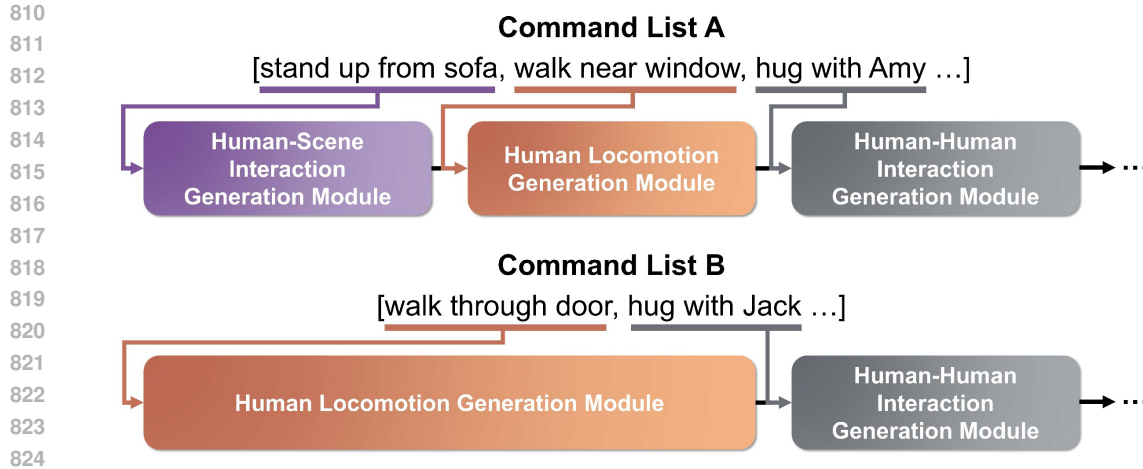 810
811
812
813
814
815
816
817
818
819
820
821
822
823
824
Command List A
[stand up from sofa, walk near window, hug with Amy …]
Human-Scene
Interaction
Generation Module
Human Locomotion
Generation Module
Human-Human
Interaction
Generation Module
...
Command List B
[walk through door, hug with Jack …]
Human Locomotion Generation Module
Human-Human
Interaction
Generation Module
...